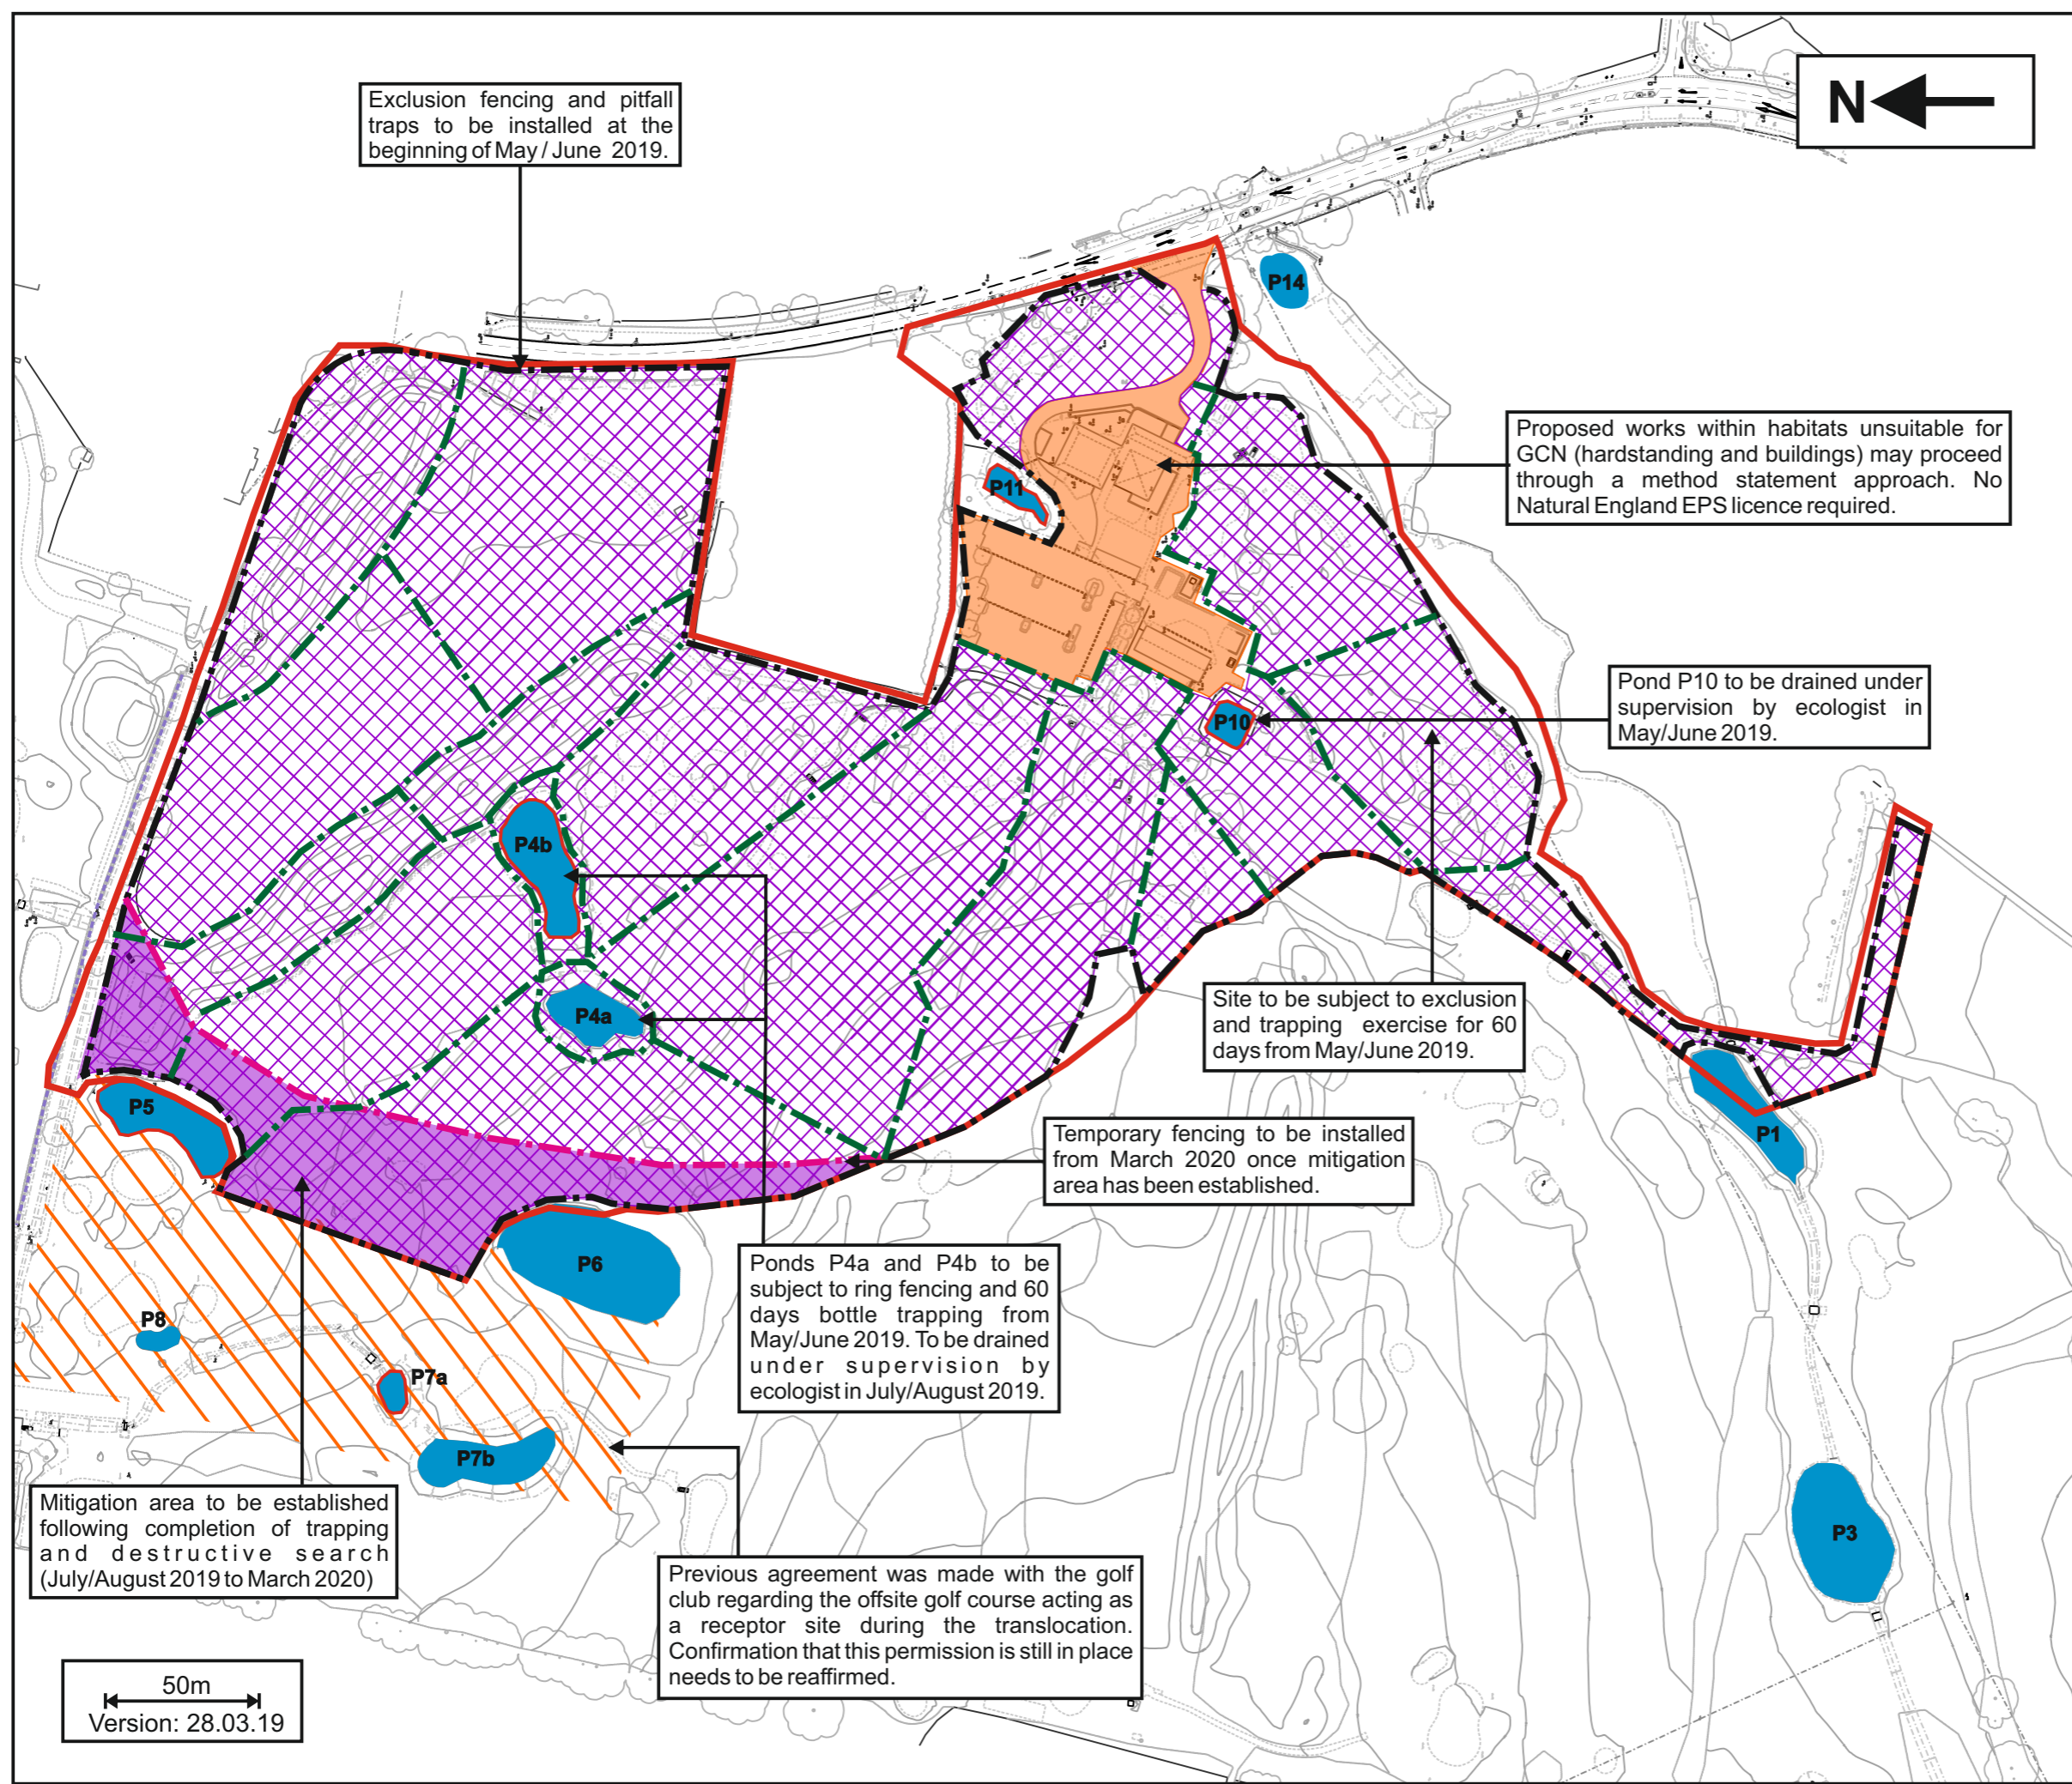 Exclusion fencing and pitfall
traps to be installed at the
beginning of May / June 2019.
N
P14
Proposed works within habitats unsuitable for
GCN (hardstanding and buildings) may proceed
through a method statement approach. No
Natural England EPS licence required.
P11
Pond P10 to be drained under
supervision by ecologist in
May/June 2019.
P10
P4b
P4a
Site to be subject to exclusion
and trapping exercise for 60
days from May/June 2019.
P5
P1
Temporary fencing to be installed
from March 2020 once mitigation
area has been established.
P6
Ponds P4a and P4b to be
subject to ring fencing and 60
days bottle trapping from
May/June 2019. To be drained
under supervision by
ecologist in July/August 2019.
P8
P7a
P7b
Mitigation area to be established
following completion of trapping
and destructive search
(July/August 2019 to March 2020)
P3
Previous agreement was made with the golf
club regarding the offsite golf course acting as
a receptor site during the translocation.
Confirmation that this permission is still in place
needs to be reaffirmed.
50m
Version: 28.03.19